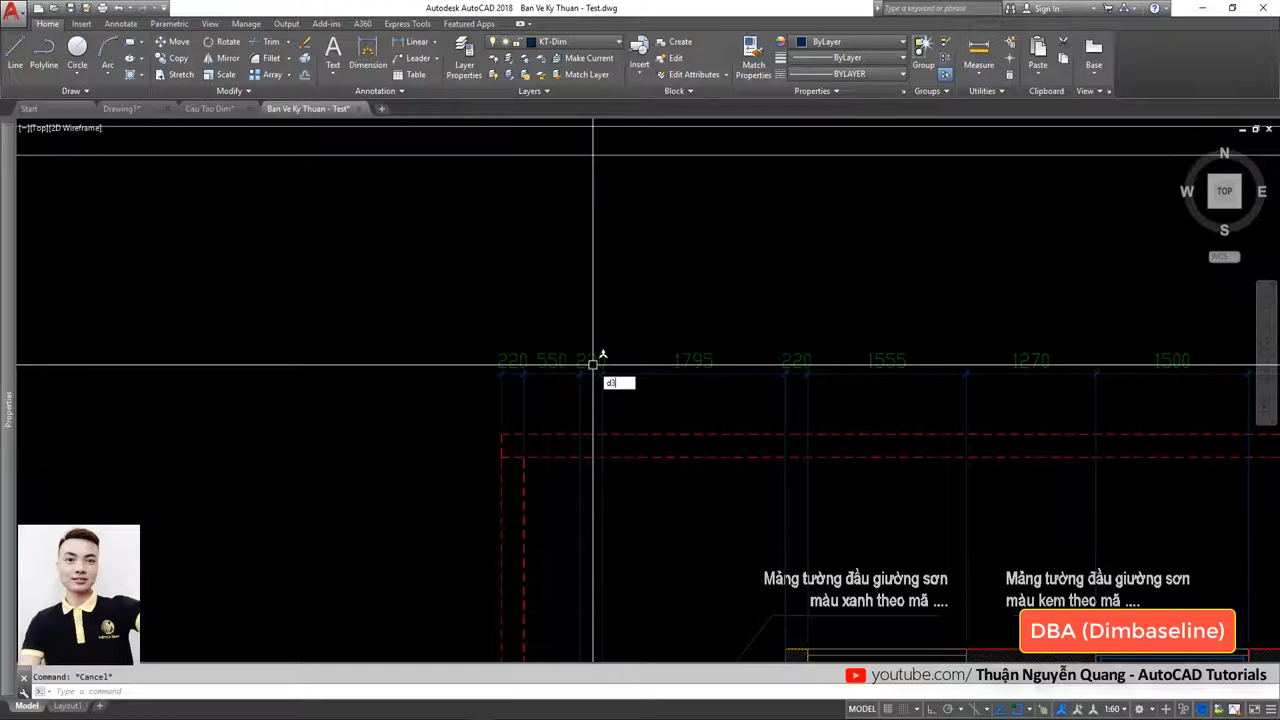 Autodesk AutoCAD 2018 Ban Ve Ky Thuan - Test.dwg
Type a keyword or phrase
Sign In
Home Insert Annotate Parametric View Manage Output Add-ins A360 Express Tools Featured Apps
Line Polyline Circle Arc
Move Rotate Trim
Copy Mirror Fillet
Stretch Scale Array
Text Dimension
Linear
Leader
Table
Layer Properties
KT-Dim
Make Current
Match Layer
Insert
Create
Edit
Edit Attributes
Match Properties
ByLayer
ByLayer
BYLAYER
Group
Measure
Paste
Base
Draw Modify Annotation Layers Block Properties Groups Utilities Clipboard View
Start Drawing1* Cau Tao Dim* Ban Ve Ky Thuan - Test*
[−][Top][2D Wireframe]
N
W TOP E
S
WCS
220 550 1795 220 1555 1270 1500
d3
Properties
Mảng tường đầu giường sơn
màu xanh theo mã ....
Mảng tường đầu giường sơn
màu kem theo mã ....
DBA (Dimbaseline)
youtube.com/ Thuận Nguyễn Quang - AutoCAD Tutorials
Command: *Cancel*
Type a command
Model Layout1
MODEL 1:60